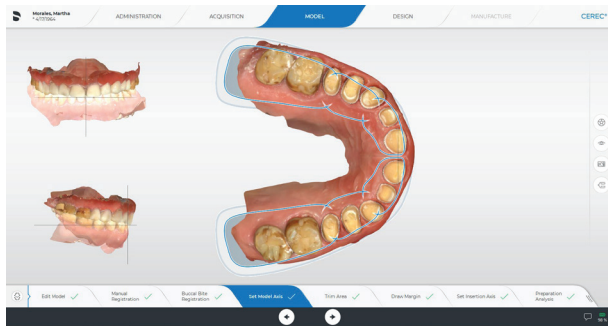 Morales, Martha
ADMINISTRATION
ACQUISITION
MODEL
DESIGN
MANUFACTURE
CEREC®
Edit Model
Manual
Registration
Buccal Bite
Registration
Set Model Axis
Trim Area
Draw Margin
Set Insertion Axis
Preparation
Analysis